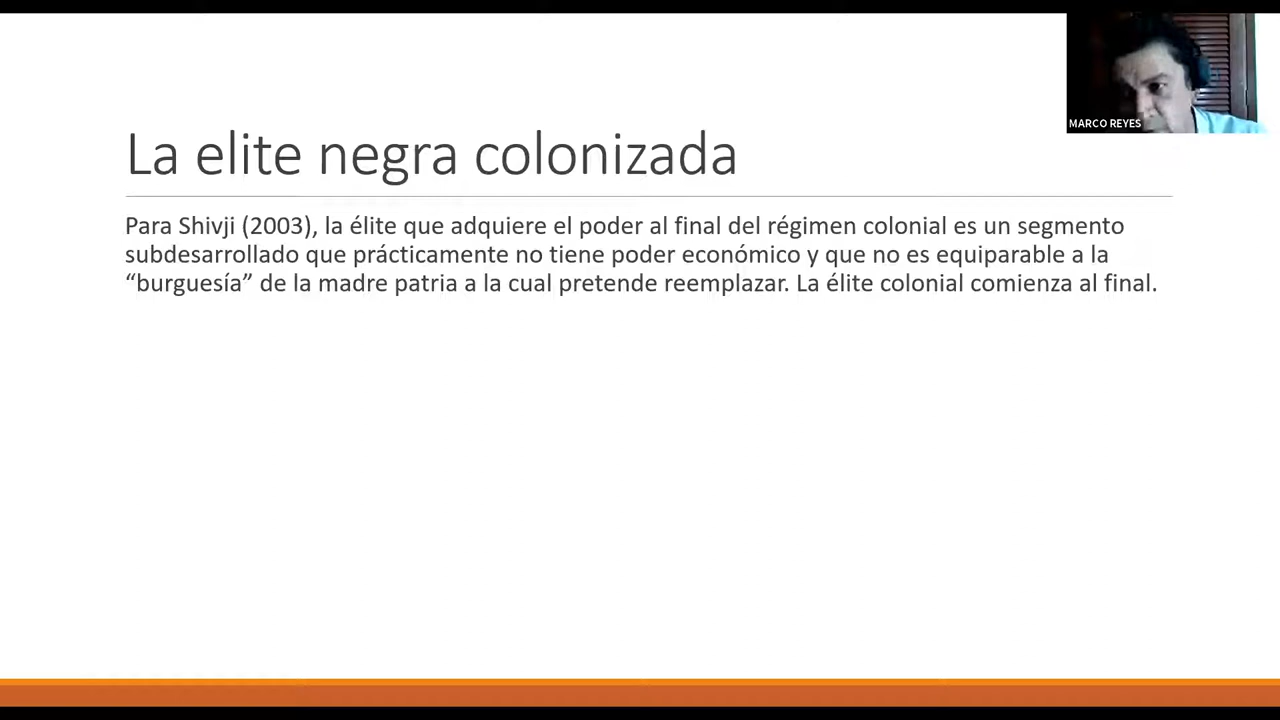 MARCO REYES
La elite negra colonizada
Para Shivji (2003), la élite que adquiere el poder al final del régimen colonial es un segmento
subdesarrollado que prácticamente no tiene poder económico y que no es equiparable a la
“burguesía” de la madre patria a la cual pretende reemplazar. La élite colonial comienza al final.